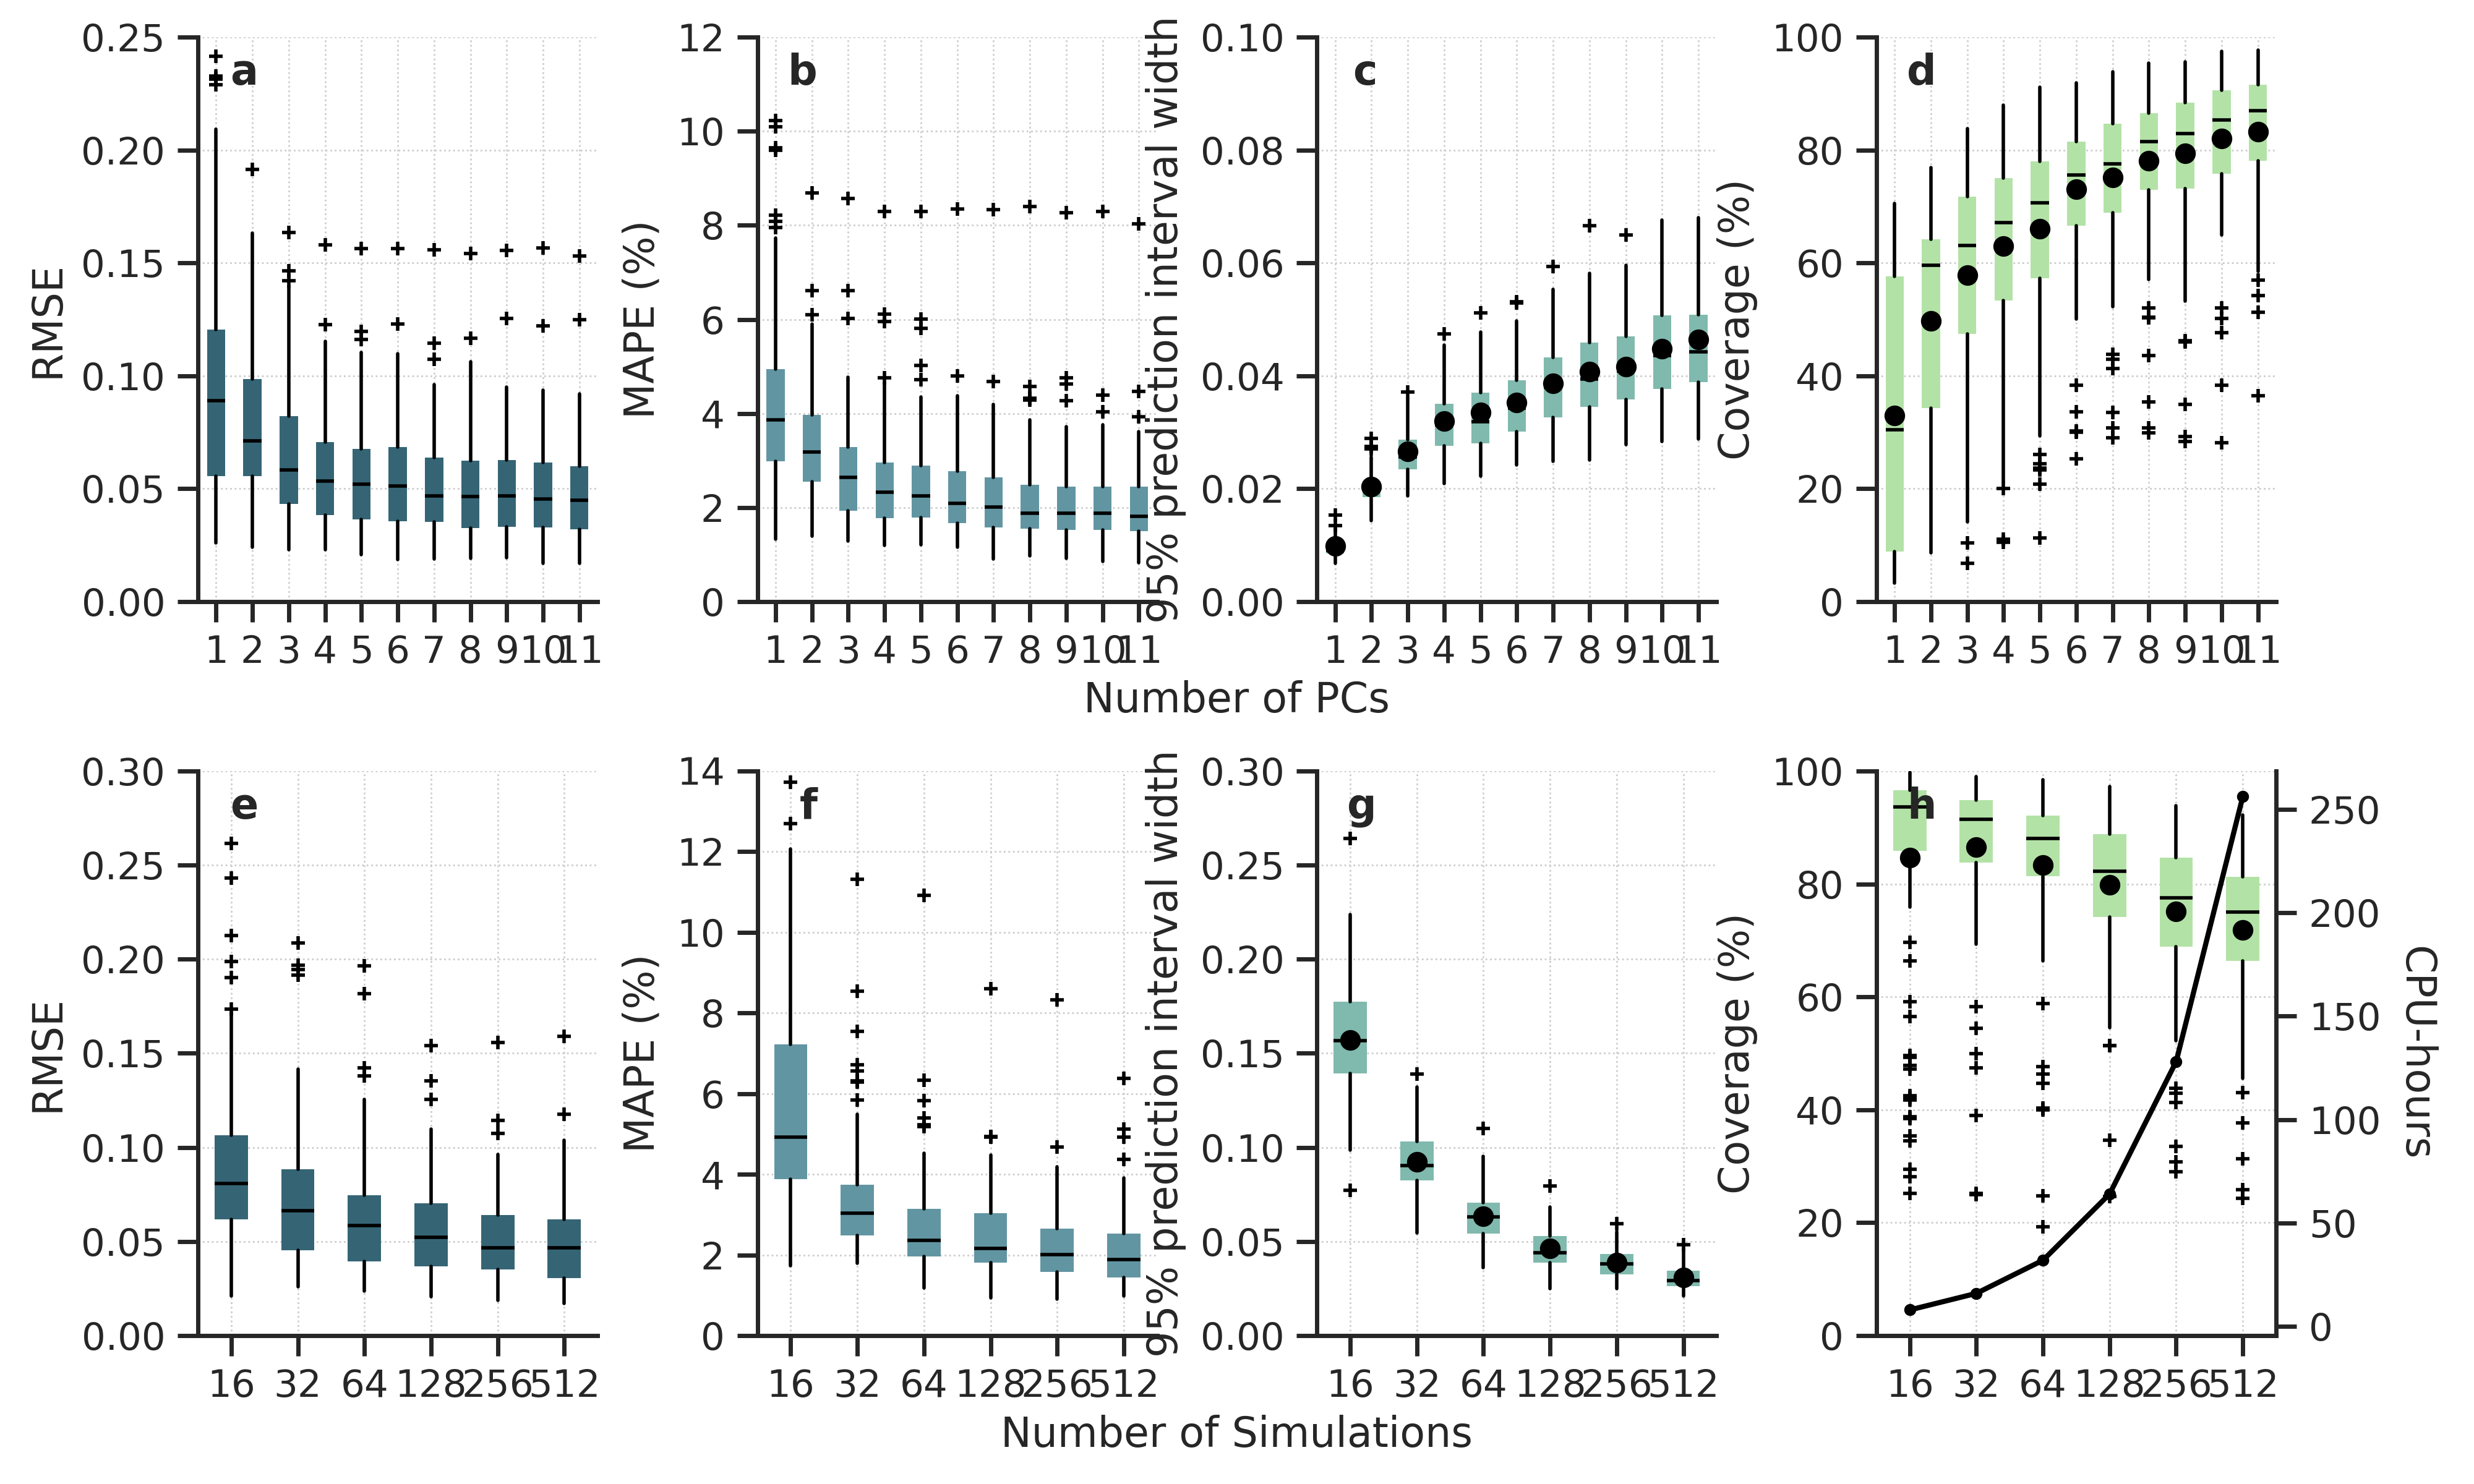 a
RMSE
0.25
0.20
0.15
0.10
0.05
0.00
1 2 3 4 5 6 7 8 9 10 11
b
MAPE (%)
12
10
8
6
4
2
0
1 2 3 4 5 6 7 8 9 10 11
c
95% prediction interval width
0.10
0.08
0.06
0.04
0.02
0.00
1 2 3 4 5 6 7 8 9 10 11
d
Coverage (%)
100
80
60
40
20
0
1 2 3 4 5 6 7 8 9 10 11
Number of PCs
e
RMSE
0.30
0.25
0.20
0.15
0.10
0.05
0.00
16 32 64 128 256 512
f
MAPE (%)
14
12
10
8
6
4
2
0
16 32 64 128 256 512
g
95% prediction interval width
0.30
0.25
0.20
0.15
0.10
0.05
0.00
16 32 64 128 256 512
h
Coverage (%)
100
80
60
40
20
0
16 32 64 128 256 512
250
200
150
100
50
0
CPU-hours
Number of Simulations